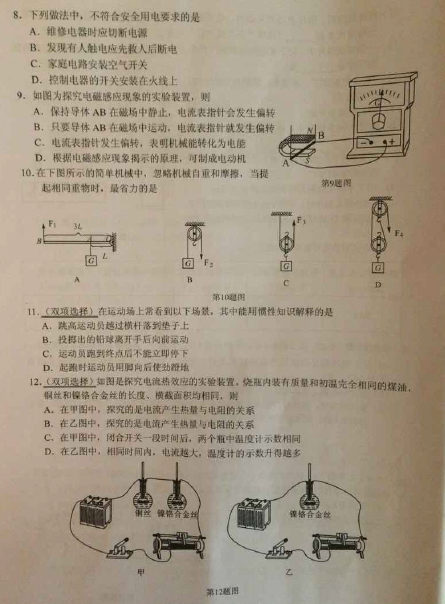 8、下列做法中，不符合安全用电要求的是
A、维修电器时应切断电源
B、发现有人触电应先救人后断电
C、家庭电路安装空气开关
D、控制电器的开关安装在火线上
9、如图为探究电磁感应现象的实验装置，则
A、保持导体 AB 在磁场中静止，电流表指针会发生偏转
B、只要导体 AB 在磁场中运动，电流表指针就发生偏转
C、电流表指针发生偏转，表明机械能转化为电能
D、根据电磁感应现象揭示的原理，可制成电动机
N
B
A
第9题图
10、在下图所示的简单机械中，忽略机械自重和摩擦，当提
起相同重物时，最省力的是
F₁
3L
B
L
G
A
G
F₂
B
F₃
G
C
F₄
G
D
第10题图
11、（双项选择）在运动场上常看到以下场景，其中能用惯性知识解释的是
A、跳高运动员越过横杆落到垫子上
B、投掷出的铅球离开手后向前运动
C、运动员跑到终点后不能立即停下
D、起跑时运动员用脚向后使劲蹬地
12、（双项选择）如图是探究电流热效应的实验装置。烧瓶内装有质量和初温完全相同的煤油，
铜丝和镍铬合金丝的长度、横截面积均相同，则
A、在甲图中，探究的是电流产生热量与电阻的关系
B、在乙图中，探究的是电流产生热量与电阻的关系
C、在甲图中，闭合开关一段时间后，两个瓶中温度计示数相同
D、在乙图中，相同时间内，电流越大，温度计的示数升得越多
铜丝
镍铬合金丝
甲
镍铬合金丝
乙
第12题图